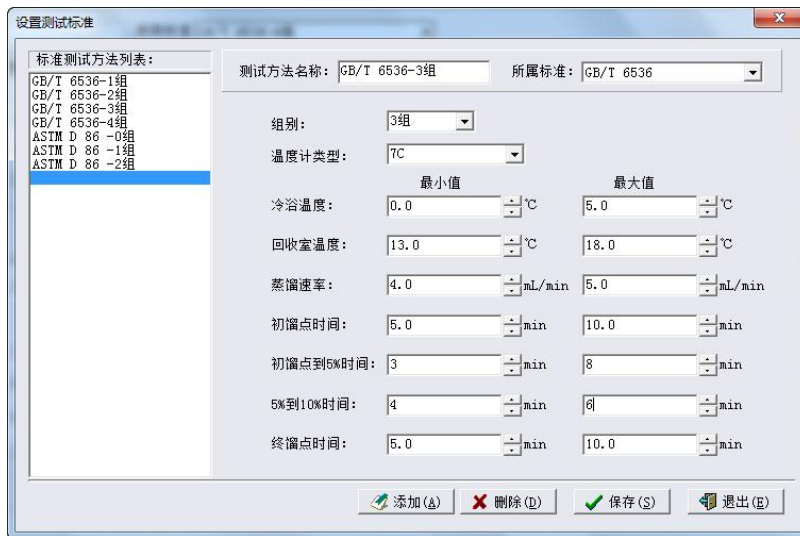 设置测试标准
标准测试方法列表：
GB/T 6536-1组
GB/T 6536-2组
GB/T 6536-3组
GB/T 6536-4组
ASTM D 86 -0组
ASTM D 86 -1组
ASTM D 86 -2组
测试方法名称： GB/T 6536-3组 所属标准： GB/T 6536
组别： 3组
温度计类型： 7C
最小值 最大值
冷浴温度： 0.0 ℃ 5.0 ℃
回收室温度： 13.0 ℃ 18.0 ℃
蒸馏速率： 4.0 mL/min 5.0 mL/min
初馏点时间： 5.0 min 10.0 min
初馏点到5%时间： 3 min 8 min
5%到10%时间： 4 min 6 min
终馏点时间： 5.0 min 10.0 min
添加(A) 删除(D) 保存(S) 退出(E)